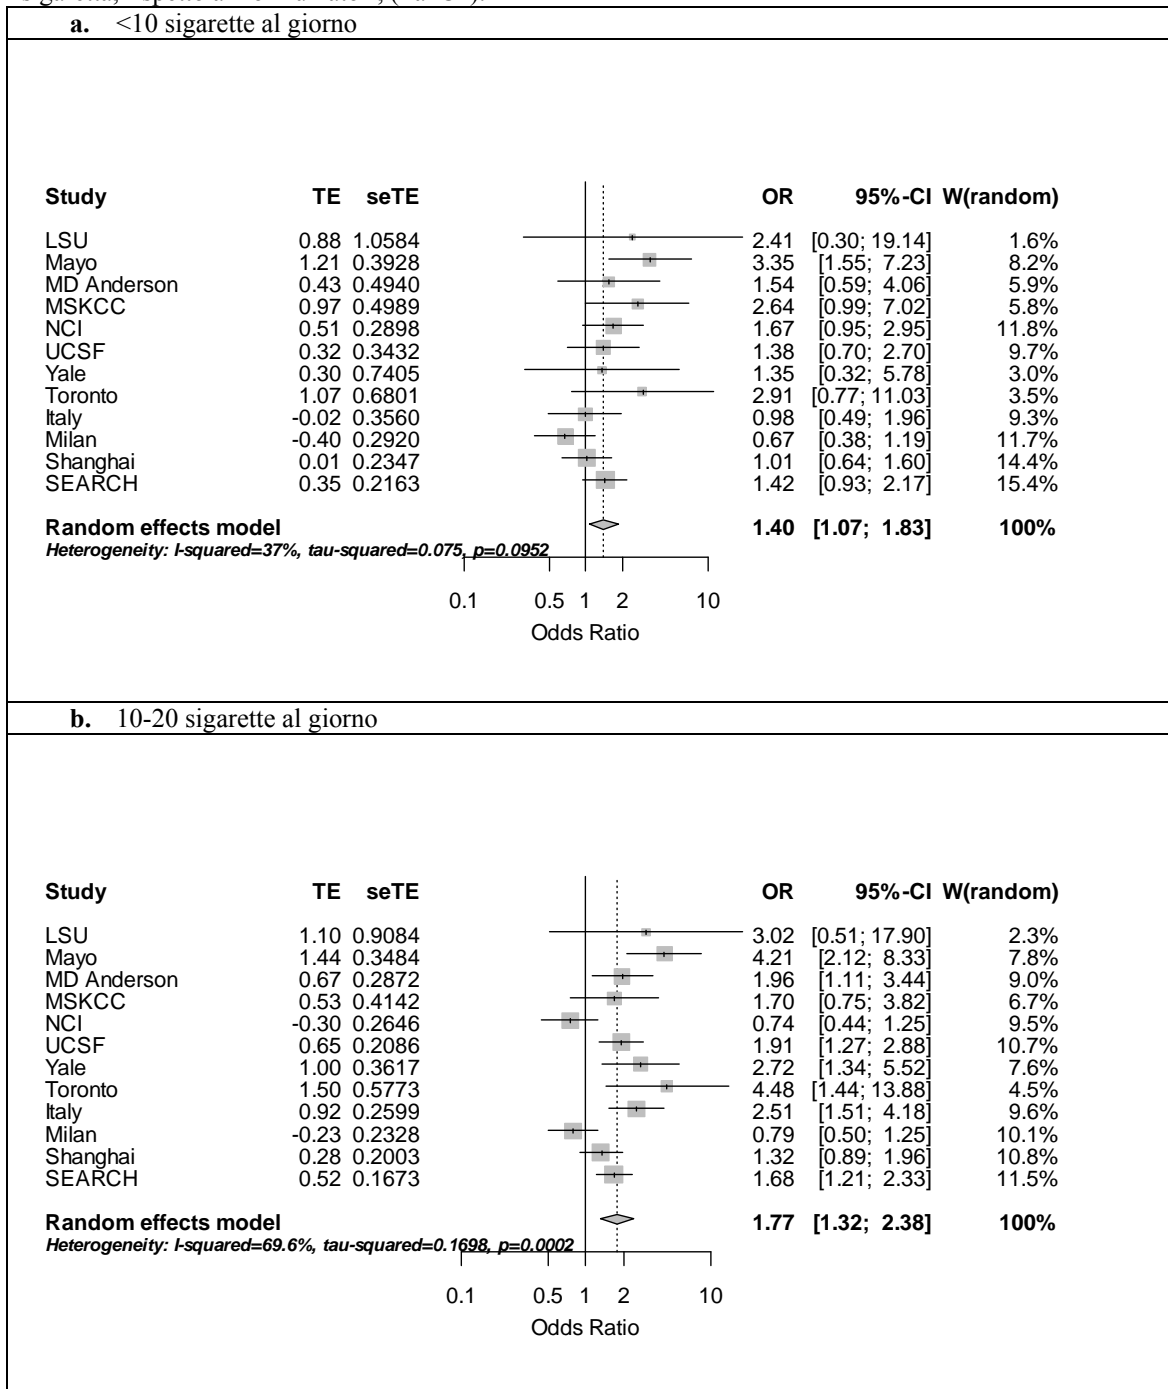 a. <10 sigarette al giorno
Study TE seTE OR 95%-CI W(random)
LSU 0.88 1.0584 2.41 [0.30; 19.14] 1.6%
Mayo 1.21 0.3928 3.35 [1.55; 7.23] 8.2%
MD Anderson 0.43 0.4940 1.54 [0.59; 4.06] 5.9%
MSKCC 0.97 0.4989 2.64 [0.99; 7.02] 5.8%
NCI 0.51 0.2898 1.67 [0.95; 2.95] 11.8%
UCSF 0.32 0.3432 1.38 [0.70; 2.70] 9.7%
Yale 0.30 0.7405 1.35 [0.32; 5.78] 3.0%
Toronto 1.07 0.6801 2.91 [0.77; 11.03] 3.5%
Italy -0.02 0.3560 0.98 [0.49; 1.96] 9.3%
Milan -0.40 0.2920 0.67 [0.38; 1.19] 11.7%
Shanghai 0.01 0.2347 1.01 [0.64; 1.60] 14.4%
SEARCH 0.35 0.2163 1.42 [0.93; 2.17] 15.4%
Random effects model 1.40 [1.07; 1.83] 100%
Heterogeneity: I-squared=37%, tau-squared=0.075, p=0.0952
0.1 0.5 1 2 10
Odds Ratio
b. 10-20 sigarette al giorno
Study TE seTE OR 95%-CI W(random)
LSU 1.10 0.9084 3.02 [0.51; 17.90] 2.3%
Mayo 1.44 0.3484 4.21 [2.12; 8.33] 7.8%
MD Anderson 0.67 0.2872 1.96 [1.11; 3.44] 9.0%
MSKCC 0.53 0.4142 1.70 [0.75; 3.82] 6.7%
NCI -0.30 0.2646 0.74 [0.44; 1.25] 9.5%
UCSF 0.65 0.2086 1.91 [1.27; 2.88] 10.7%
Yale 1.00 0.3617 2.72 [1.34; 5.52] 7.6%
Toronto 1.50 0.5773 4.48 [1.44; 13.88] 4.5%
Italy 0.92 0.2599 2.51 [1.51; 4.18] 9.6%
Milan -0.23 0.2328 0.79 [0.50; 1.25] 10.1%
Shanghai 0.28 0.2003 1.32 [0.89; 1.96] 10.8%
SEARCH 0.52 0.1673 1.68 [1.21; 2.33] 11.5%
Random effects model 1.77 [1.32; 2.38] 100%
Heterogeneity: I-squared=69.6%, tau-squared=0.1698, p=0.0002
0.1 0.5 1 2 10
Odds Ratio